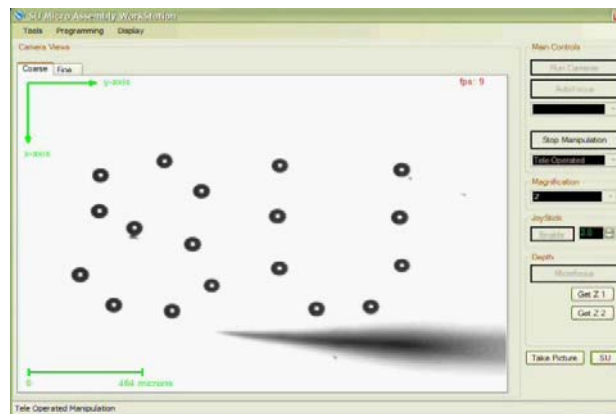 SU Micro Assembly WorkStation
Tools Programming Display
Camera Views
Coarse Fine
y-axis
fps: 9
x-axis
0 464 microns
Tele Operated Manipulation
Main Controls
Run Cameras
AutoFocus
Stop Manipulation
Tele-Operated
Magnification
2
JoyStick
Enable
Depth
Microfocus
Get Z 1
Get Z 2
Take Picture SU